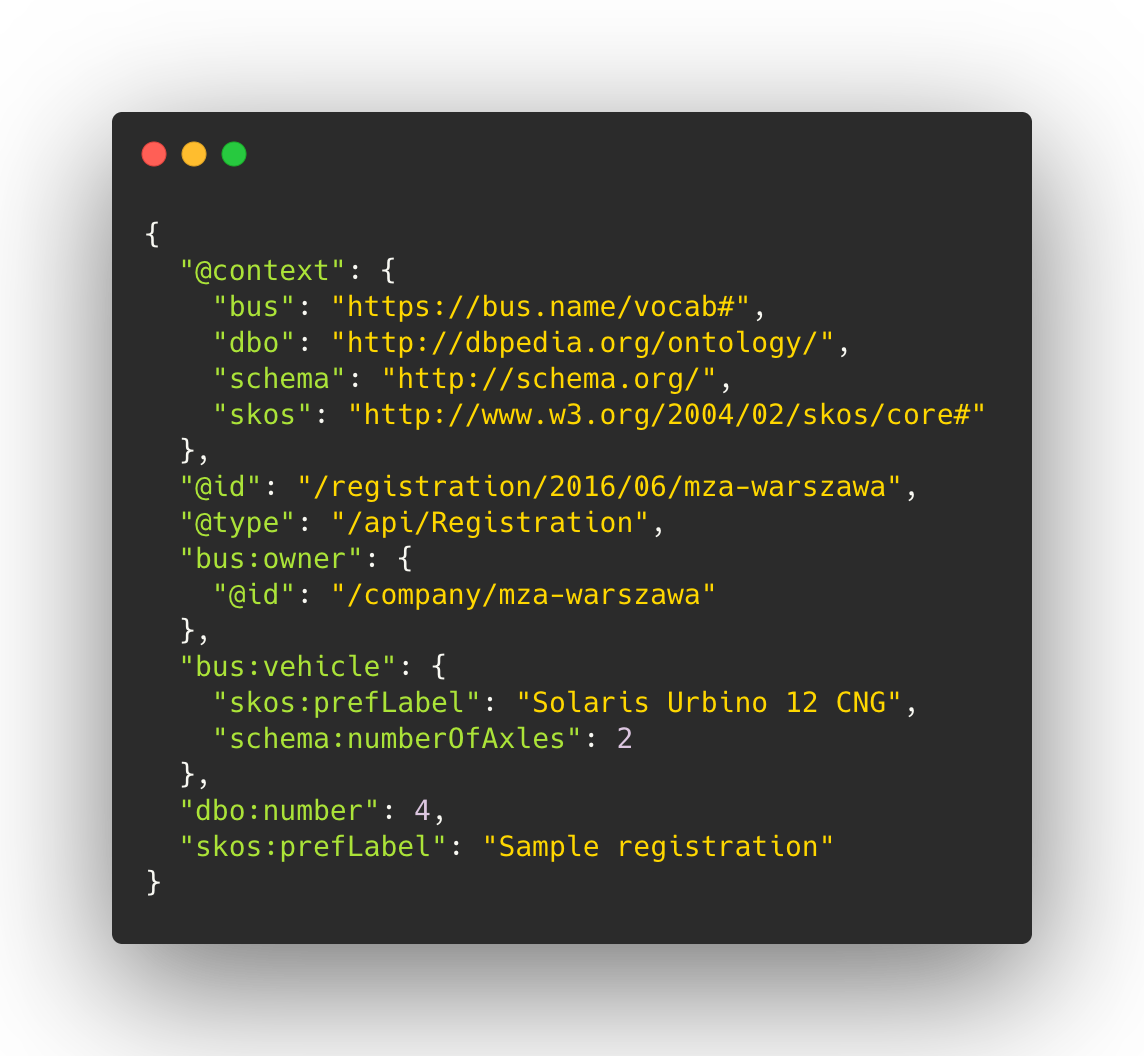 {
  "@context": {
    "bus": "https://bus.name/vocab#",
    "dbo": "http://dbpedia.org/ontology/",
    "schema": "http://schema.org/",
    "skos": "http://www.w3.org/2004/02/skos/core#"
  },
  "@id": "/registration/2016/06/mza-warszawa",
  "@type": "/api/Registration",
  "bus:owner": {
    "@id": "/company/mza-warszawa"
  },
  "bus:vehicle": {
    "skos:prefLabel": "Solaris Urbino 12 CNG",
    "schema:numberOfAxles": 2
  },
  "dbo:number": 4,
  "skos:prefLabel": "Sample registration"
}